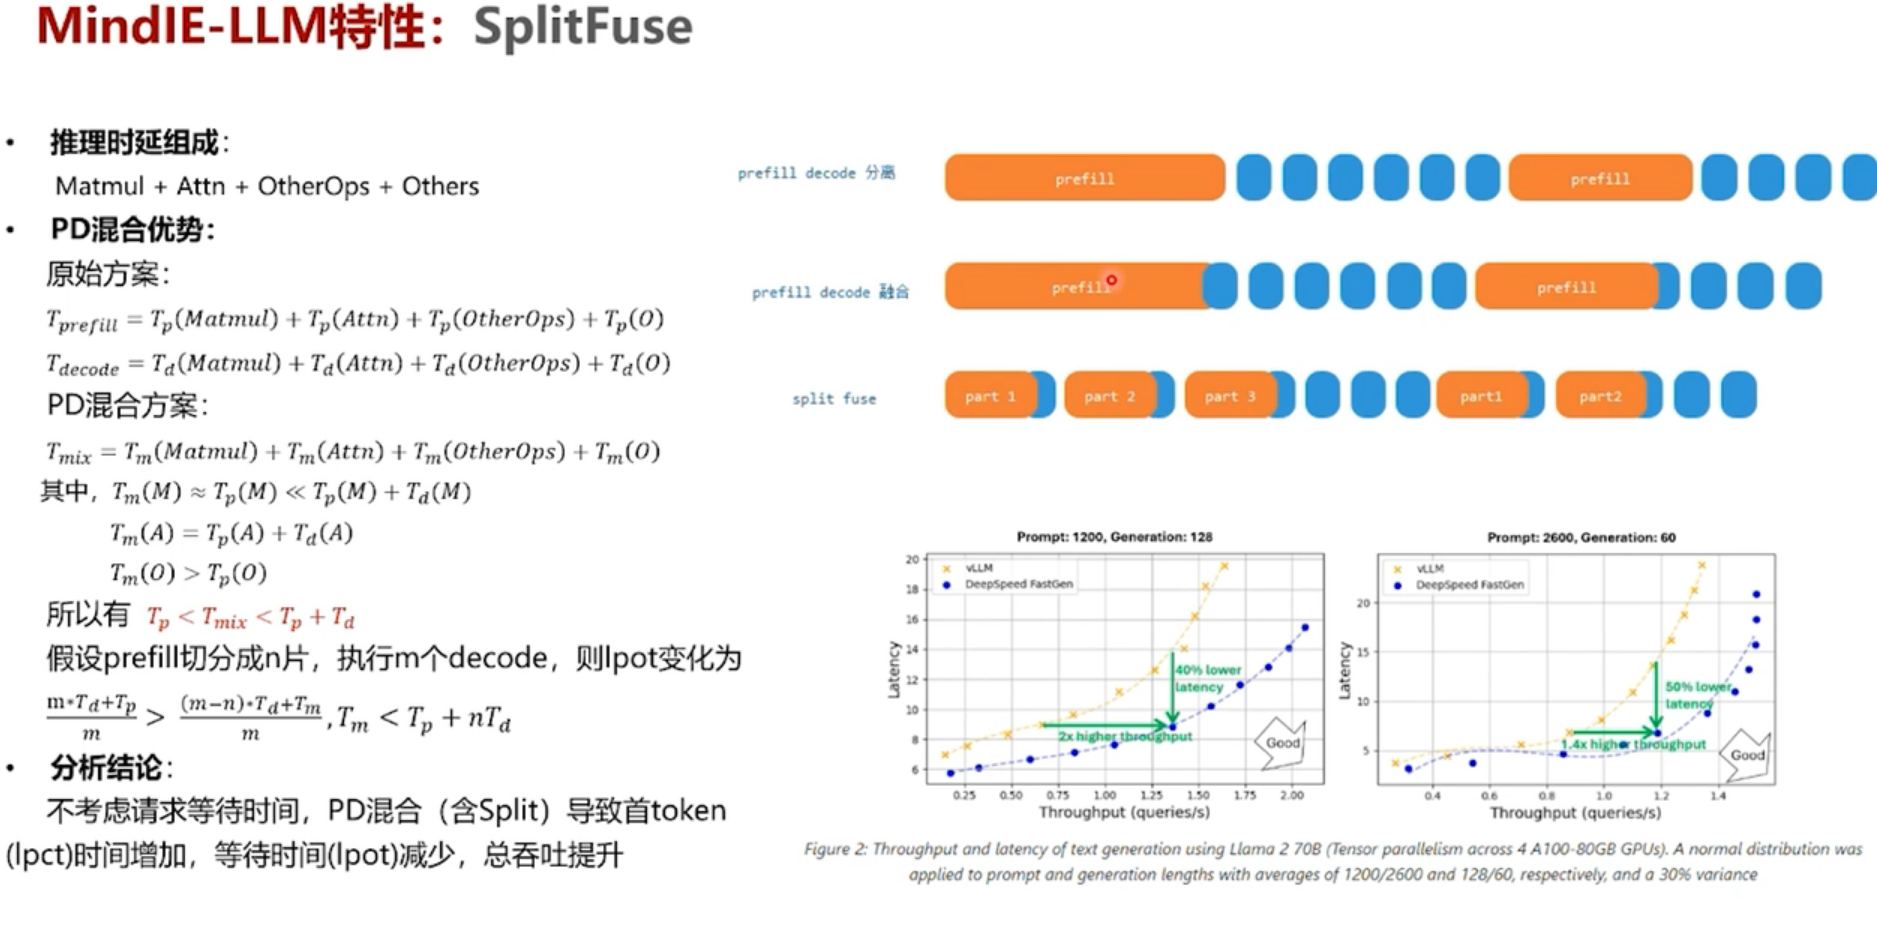 MindIE-LLM特性：SplitFuse
• 推理时延组成：
Matmul + Attn + OtherOps + Others
• PD混合优势：
原始方案：
T_prefill = T_p(Matmul) + T_p(Attn) + T_p(OtherOps) + T_p(O)
T_decode = T_d(Matmul) + T_d(Attn) + T_d(OtherOps) + T_d(O)
PD混合方案：
T_mix = T_m(Matmul) + T_m(Attn) + T_m(OtherOps) + T_m(O)
其中，T_m(M) ≈ T_p(M) ≪ T_p(M) + T_d(M)
T_m(A) = T_p(A) + T_d(A)
T_m(O) > T_p(O)
所以有 T_p < T_mix < T_p + T_d
假设prefill切分成n片，执行m个decode，则lpot变化为
(m*T_d+T_p)/m > ((m−n)*T_d+T_m)/m, T_m < T_p + nT_d
• 分析结论：
不考虑请求等待时间，PD混合（含Split）导致首token
(lpct)时间增加，等待时间(lpot)减少，总吞吐提升
prefill decode 分离
prefill
prefill
prefill decode 融合
prefill
prefill
split fuse
part 1
part 2
part 3
part1
part2
Prompt: 1200, Generation: 128
vLLM
DeepSpeed FastGen
Latency
20
18
16
14
12
10
8
6
40% lower
latency
2x higher throughput
Good
0.25 0.50 0.75 1.00 1.25 1.50 1.75 2.00
Throughput (queries/s)
Prompt: 2600, Generation: 60
vLLM
DeepSpeed FastGen
Latency
20
15
10
5
50% lower
latency
1.4x higher throughput
Good
0.4 0.6 0.8 1.0 1.2 1.4
Throughput (queries/s)
Figure 2: Throughput and latency of text generation using Llama 2 70B (Tensor parallelism across 4 A100-80GB GPUs). A normal distribution was
applied to prompt and generation lengths with averages of 1200/2600 and 128/60, respectively, and a 30% variance